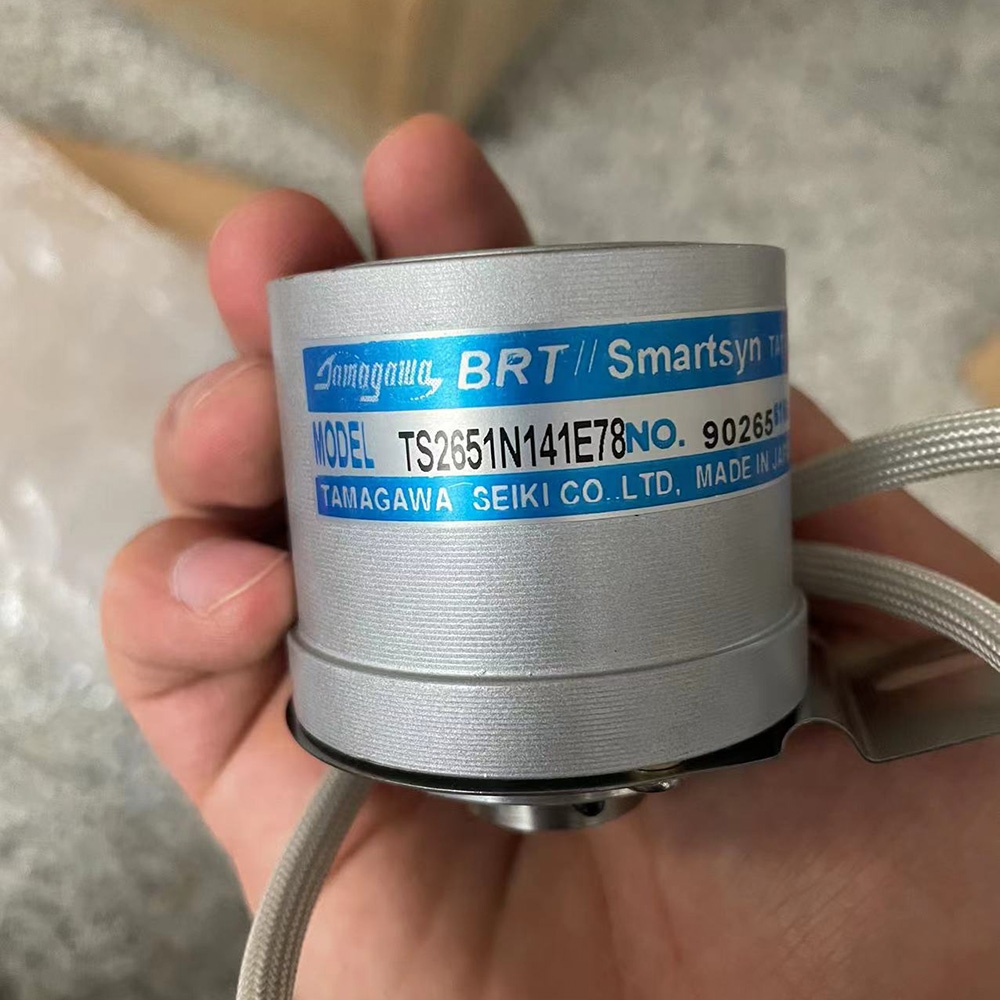 Tamagawa BRT// Smartsyn
MODEL TS2651N141E78 NO. 90265
TAMAGAWA SEIKI CO.,LTD, MADE IN